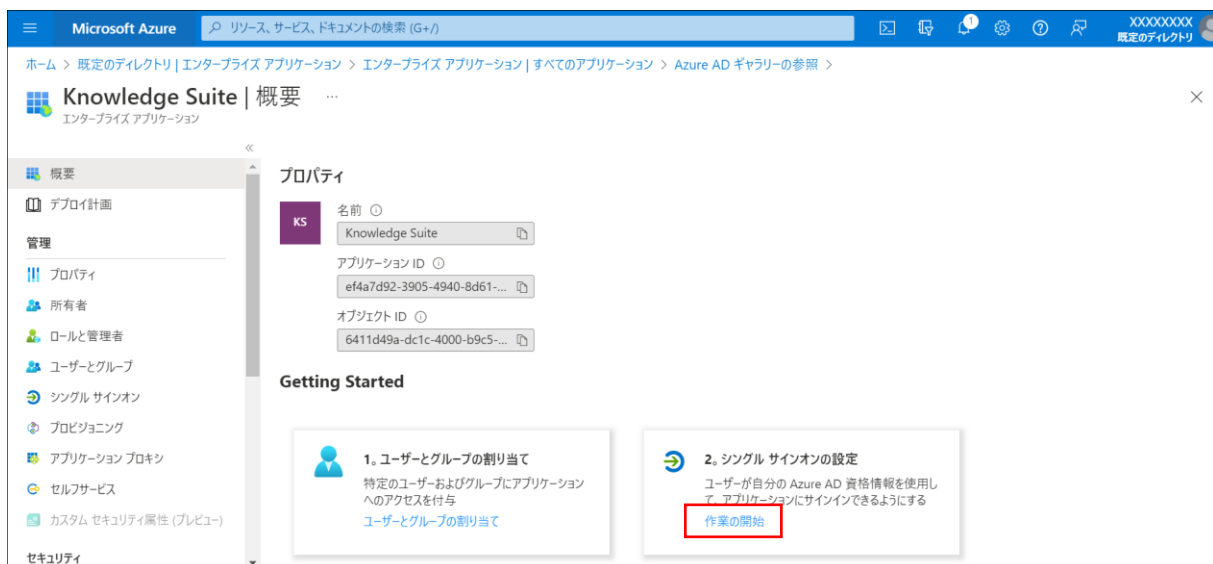 Microsoft Azure
リソース、サービス、ドキュメントの検索 (G+/)
1
XXXXXXXX
既定のディレクトリ
ホーム > 既定のディレクトリ | エンタープライズ アプリケーション > エンタープライズ アプリケーション | すべてのアプリケーション > Azure AD ギャラリーの参照 >
Knowledge Suite | 概要 …
エンタープライズ アプリケーション
«
概要
デプロイ計画
管理
プロパティ
所有者
ロールと管理者
ユーザーとグループ
シングル サインオン
プロビジョニング
アプリケーション プロキシ
セルフサービス
カスタム セキュリティ属性 (プレビュー)
セキュリティ
プロパティ
KS
名前
Knowledge Suite
アプリケーション ID
ef4a7d92-3905-4940-8d61-...
オブジェクト ID
6411d49a-dc1c-4000-b9c5-...
Getting Started
1。ユーザーとグループの割り当て
特定のユーザーおよびグループにアプリケーション
へのアクセスを付与
ユーザーとグループの割り当て
2。シングル サインオンの設定
ユーザーが自分の Azure AD 資格情報を使用し
て、アプリケーションにサインインできるようにする
作業の開始